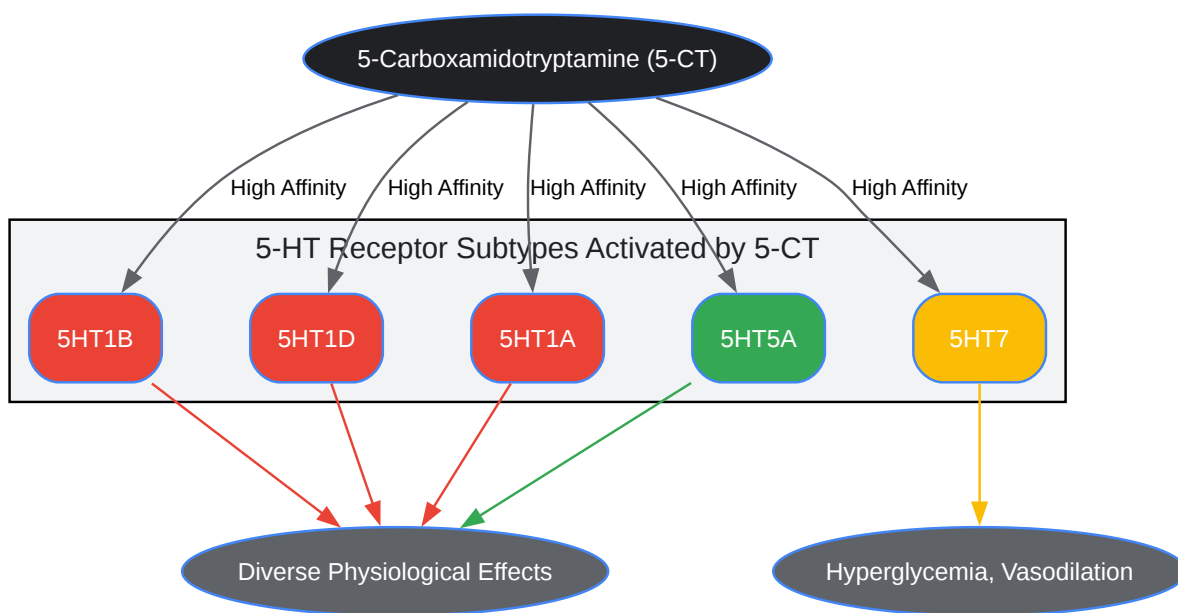 5-Carboxamidotryptamine (5-CT)
High Affinity High Affinity High Affinity High Affinity High Affinity
5-HT Receptor Subtypes Activated by 5-CT
5HT1B 5HT1D 5HT1A 5HT5A 5HT7
Diverse Physiological Effects Hyperglycemia, Vasodilation